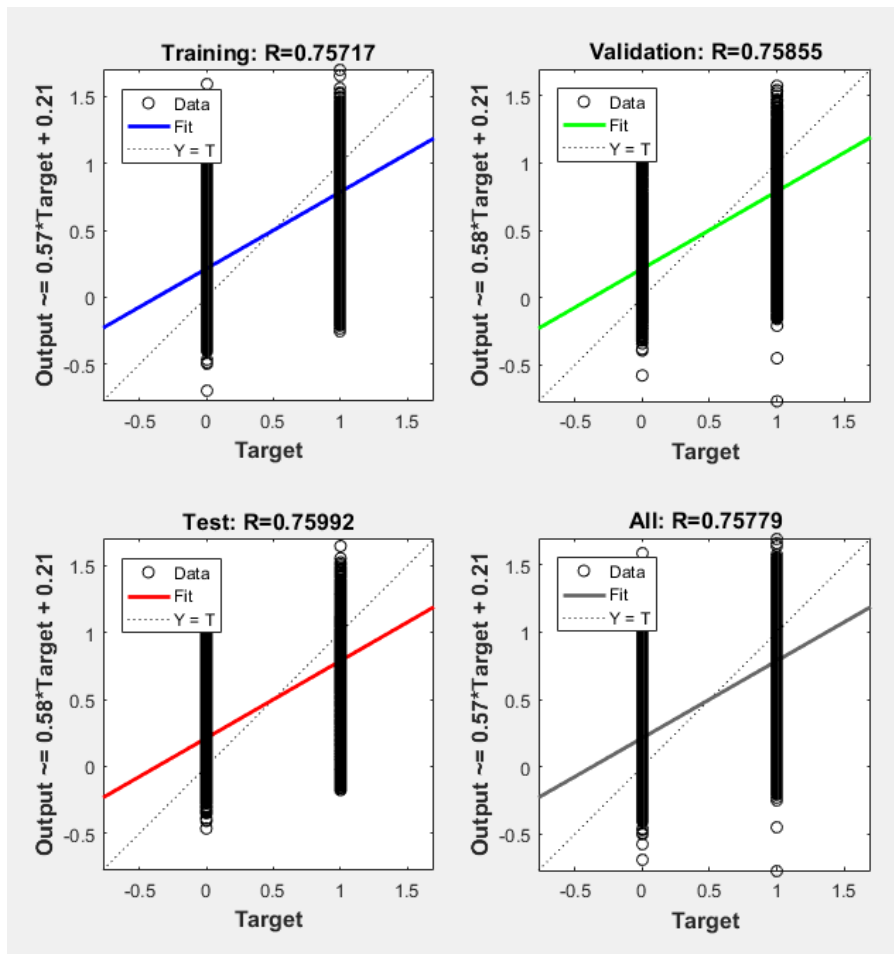 Training: R=0.75717
Output ~= 0.57*Target + 0.21
1.5
1
0.5
0
-0.5
Data
Fit
Y = T
-0.5 0 0.5 1 1.5
Target
Validation: R=0.75855
Output ~= 0.58*Target + 0.21
1.5
1
0.5
0
-0.5
Data
Fit
Y = T
-0.5 0 0.5 1 1.5
Target
Test: R=0.75992
Output ~= 0.58*Target + 0.21
1.5
1
0.5
0
-0.5
Data
Fit
Y = T
-0.5 0 0.5 1 1.5
Target
All: R=0.75779
Output ~= 0.57*Target + 0.21
1.5
1
0.5
0
-0.5
Data
Fit
Y = T
-0.5 0 0.5 1 1.5
Target